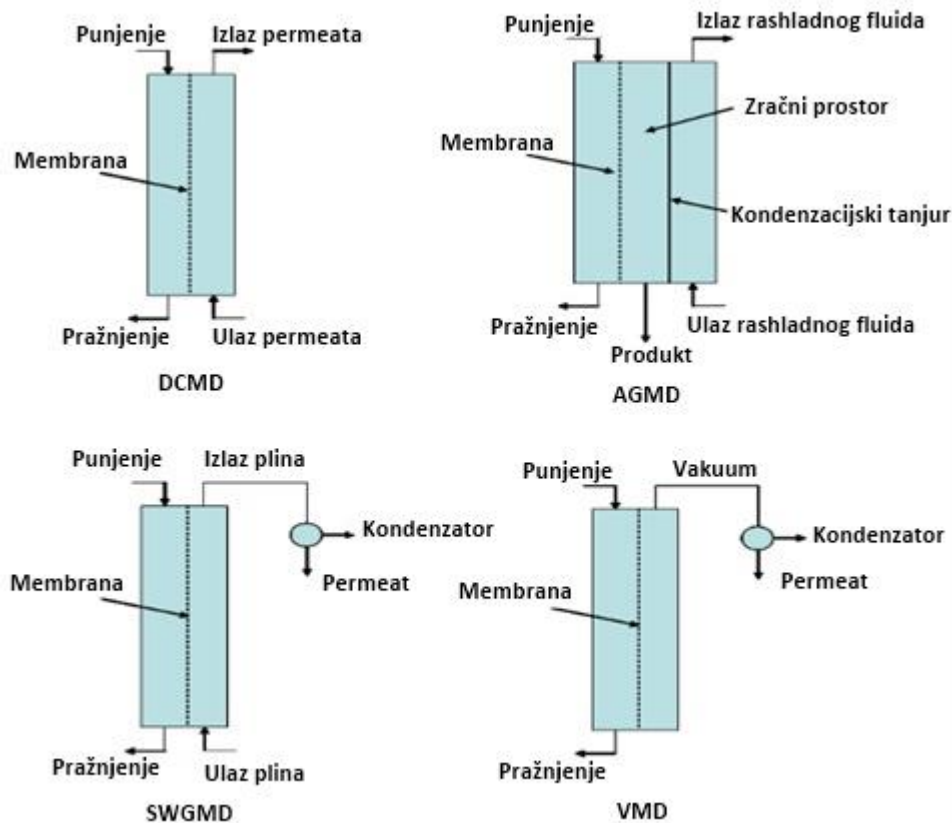 Punjenje
Izlaz permeata
Membrana
Pražnjenje
Ulaz permeata
DCMD
Punjenje
Izlaz rashladnog fluida
Zračni prostor
Membrana
Kondenzacijski tanjur
Pražnjenje
Ulaz rashladnog fluida
Produkt
AGMD
Punjenje
Izlaz plina
Kondenzator
Permeat
Membrana
Pražnjenje
Ulaz plina
SWGMD
Punjenje
Vakuum
Kondenzator
Permeat
Membrana
Pražnjenje
VMD